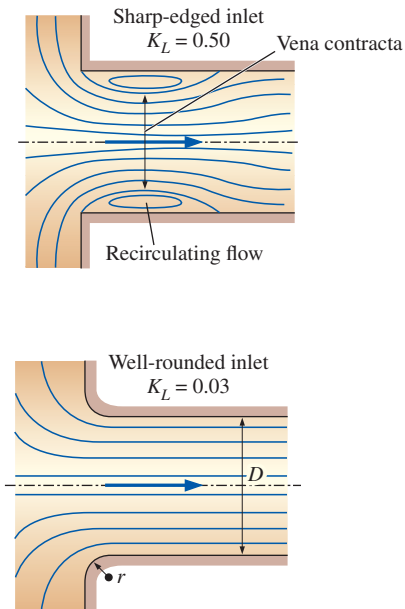 Sharp-edged inlet
K_L = 0.50
Vena contracta
Recirculating flow
Well-rounded inlet
K_L = 0.03
D
r